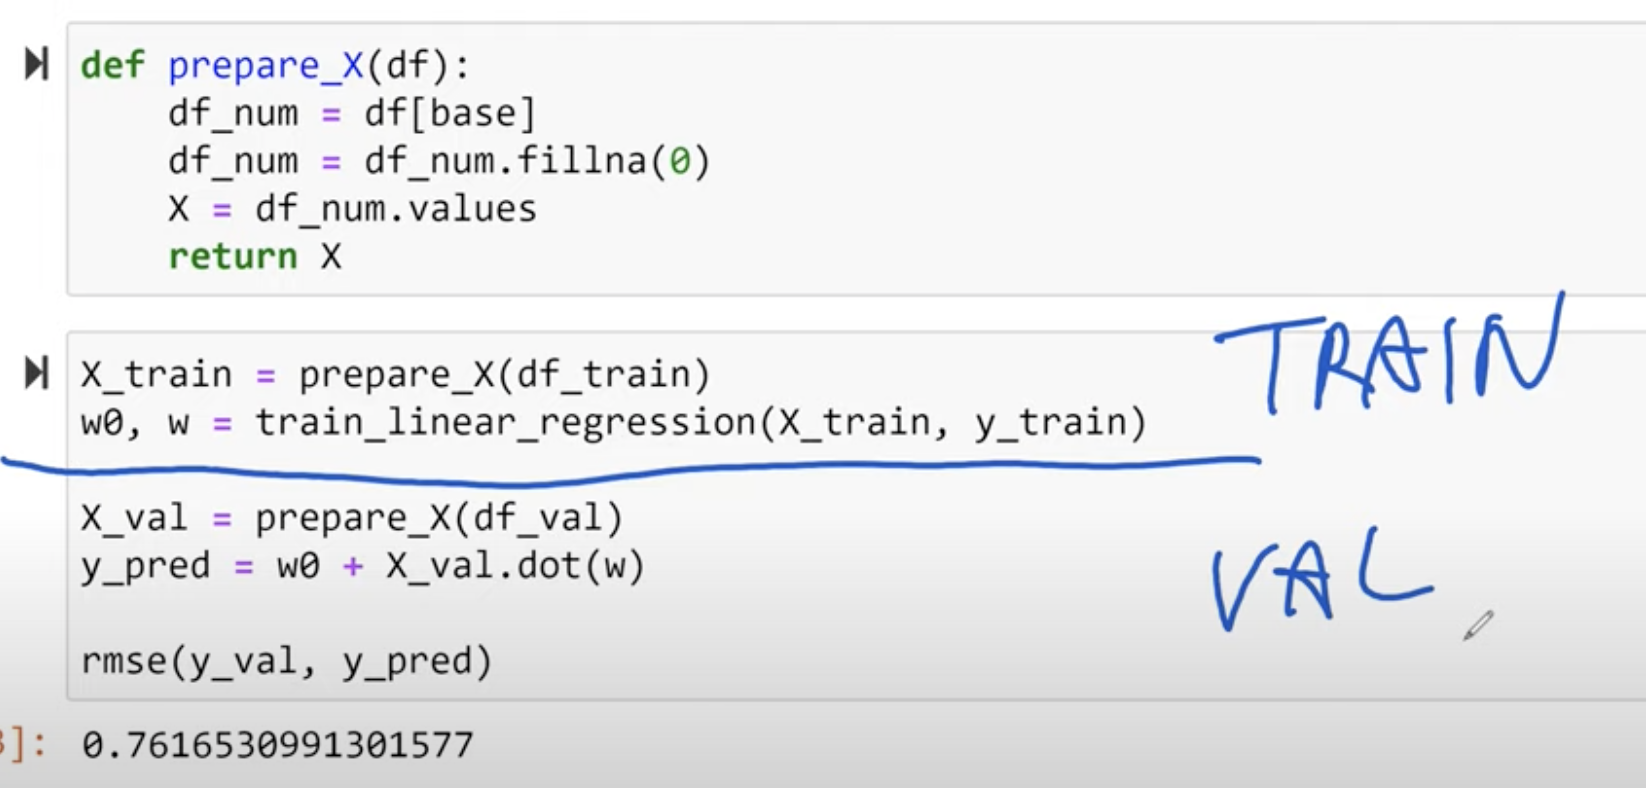 def prepare_X(df):
    df_num = df[base]
    df_num = df_num.fillna(0)
    X = df_num.values
    return X
TRAIN
X_train = prepare_X(df_train)
w0, w = train_linear_regression(X_train, y_train)
X_val = prepare_X(df_val)
VAL
y_pred = w0 + X_val.dot(w)
rmse(y_val, y_pred)
]: 0.7616530991301577